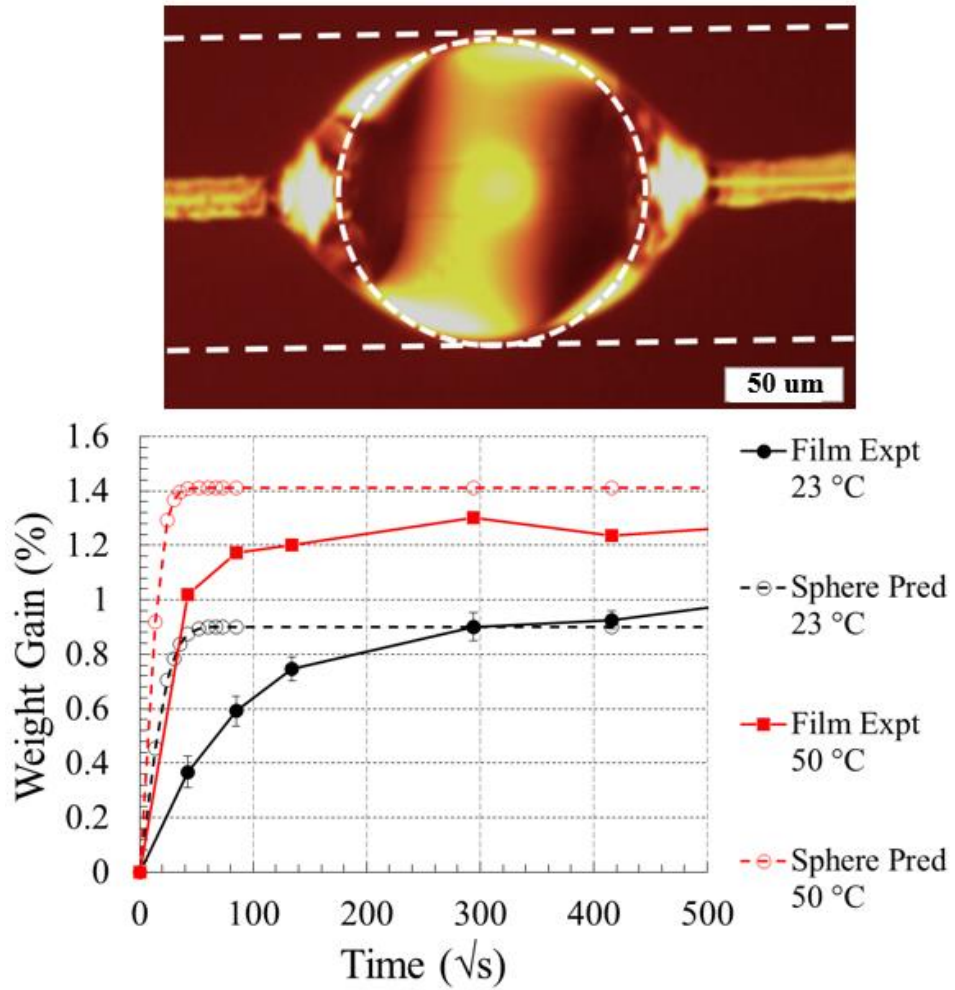 50 um
1.6
1.4
1.2
1
0.8
0.6
0.4
0.2
0
Weight Gain (%)
0 100 200 300 400 500
Time (√s)
Film Expt
23 °C
Sphere Pred
23 °C
Film Expt
50 °C
Sphere Pred
50 °C